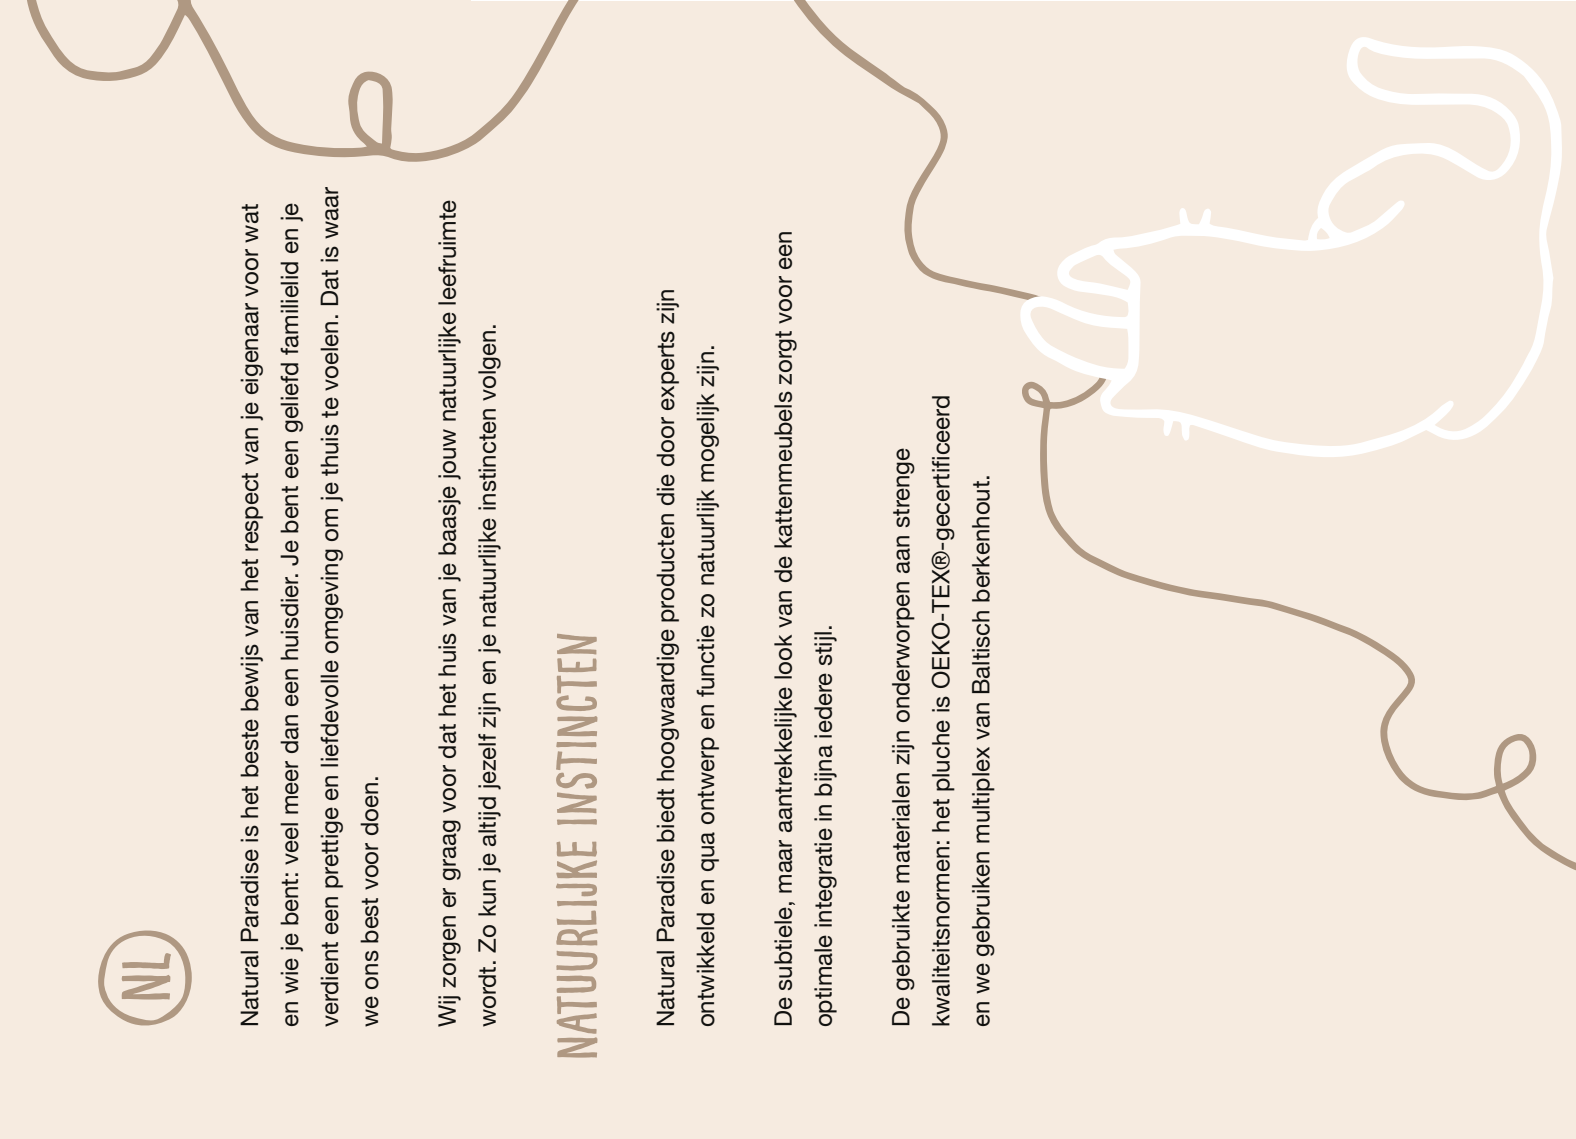 NL
Natural Paradise is het beste bewijs van het respect van je eigenaar voor wat
en wie je bent: veel meer dan een huisdier. Je bent een geliefd familielid en je
verdient een prettige en liefdevolle omgeving om je thuis te voelen. Dat is waar
we ons best voor doen.
Wij zorgen er graag voor dat het huis van je baasje jouw natuurlijke leefruimte
wordt. Zo kun je altijd jezelf zijn en je natuurlijke instincten volgen.
NATUURLIJKE INSTINCTEN
Natural Paradise biedt hoogwaardige producten die door experts zijn
ontwikkeld en qua ontwerp en functie zo natuurlijk mogelijk zijn.
De subtiele, maar aantrekkelijke look van de kattenmeubels zorgt voor een
optimale integratie in bijna iedere stijl.
De gebruikte materialen zijn onderworpen aan strenge
kwaliteitsnormen: het pluche is OEKO-TEX®-gecertificeerd
en we gebruiken multiplex van Baltisch berkenhout.